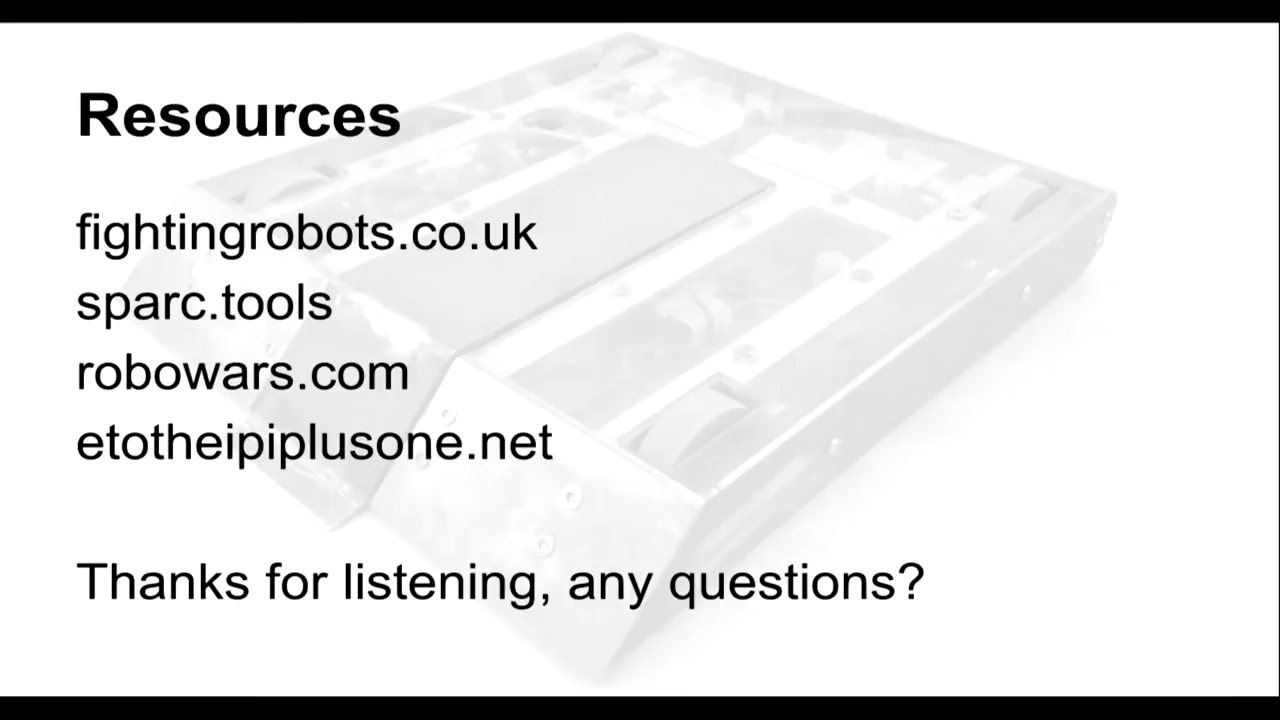 Resources
fightingrobots.co.uk
sparc.tools
robowars.com
etotheipiplusone.net
Thanks for listening, any questions?